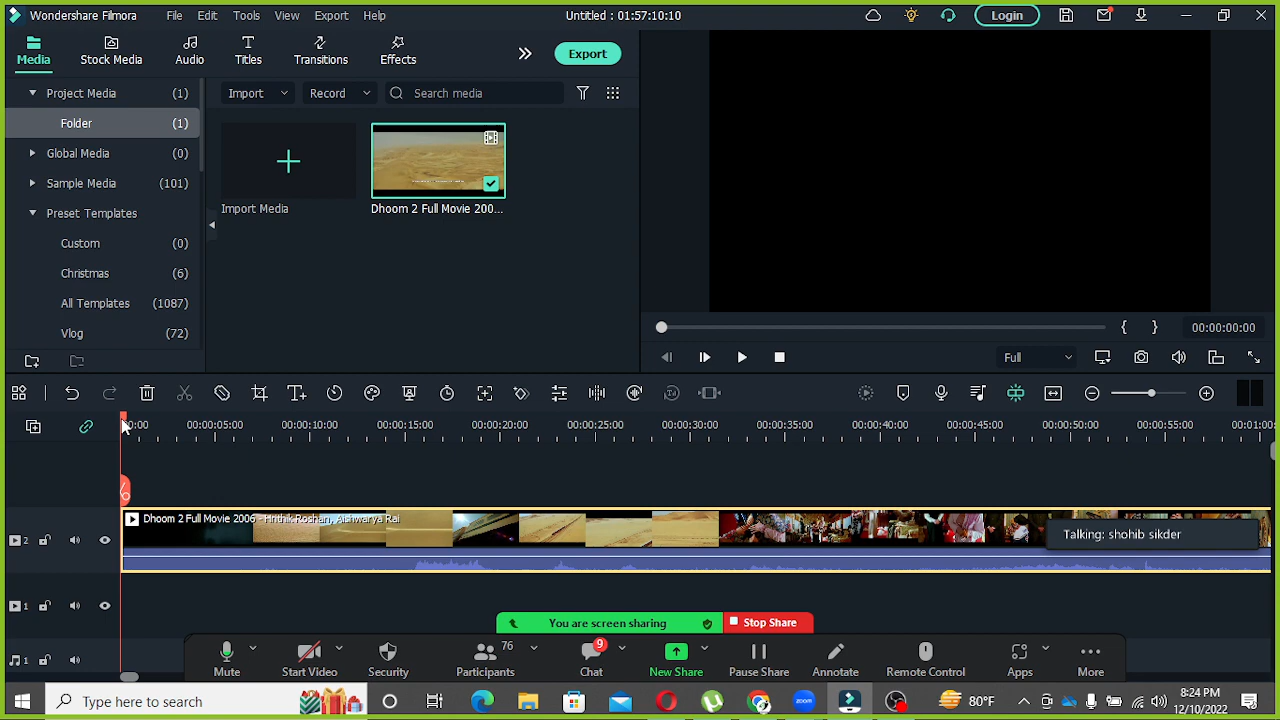 Wondershare Filmora File Edit Tools View Export Help Untitled : 01:57:10:10 Login
Media Stock Media Audio Titles Transitions Effects Export
Project Media (1)
Folder (1)
Global Media (0)
Sample Media (101)
Preset Templates
Custom (0)
Christmas (6)
All Templates (1087)
Vlog (72)
Import Record Search media
Import Media
Dhoom 2 Full Movie 200...
00:00:00:00
Full
0:00 00:00:05:00 00:00:10:00 00:00:15:00 00:00:20:00 00:00:25:00 00:00:30:00 00:00:35:00 00:00:40:00 00:00:45:00 00:00:50:00 00:00:55:00 00:01:00:
Dhoom 2 Full Movie 2006 - Hrithik Roshan, Aishwarya Rai
Talking: shohib sikder
2
1
1
You are screen sharing Stop Share
76 9
Mute Start Video Security Participants Chat New Share Pause Share Annotate Remote Control Apps More
Type here to search
zoom
80°F
8:24 PM
12/10/2022